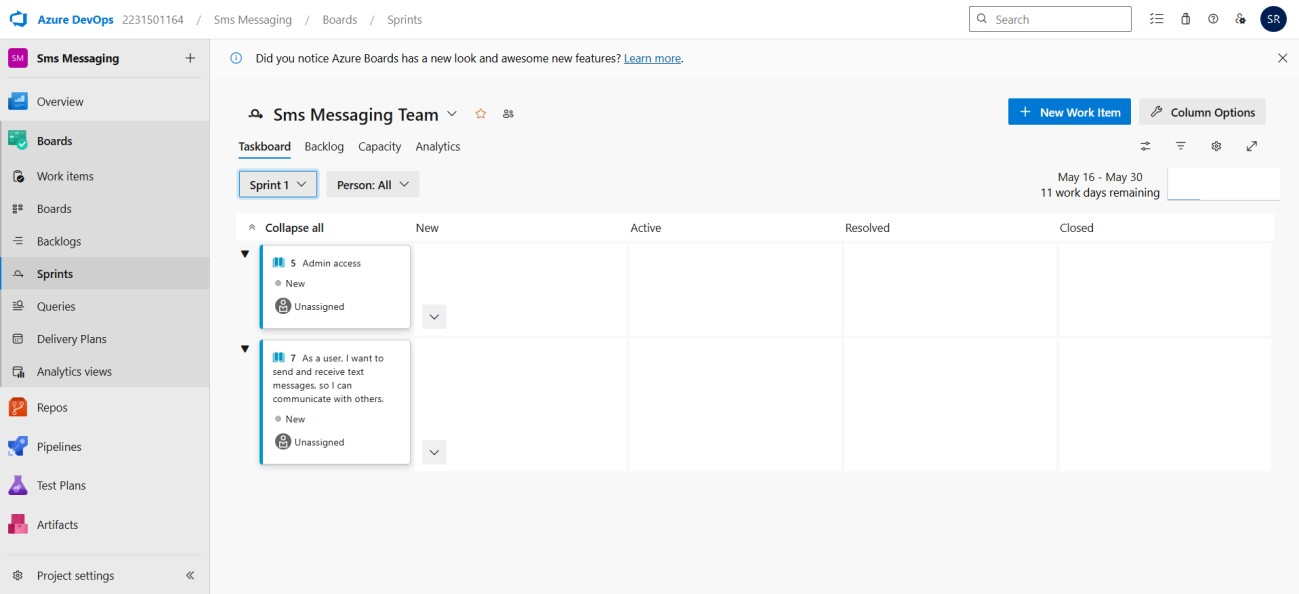 Azure DevOps 2231501164 / Sms Messaging / Boards / Sprints
Search
SR
SM Sms Messaging
Overview
Boards
Work items
Boards
Backlogs
Sprints
Queries
Delivery Plans
Analytics views
Repos
Pipelines
Test Plans
Artifacts
Project settings
Did you notice Azure Boards has a new look and awesome new features? Learn more.
Sms Messaging Team
New Work Item
Column Options
Taskboard Backlog Capacity Analytics
Sprint 1
Person: All
May 16 - May 30
11 work days remaining
Collapse all New Active Resolved Closed
5 Admin access
New
Unassigned
7 As a user, I want to
send and receive text
messages, so I can
communicate with others.
New
Unassigned